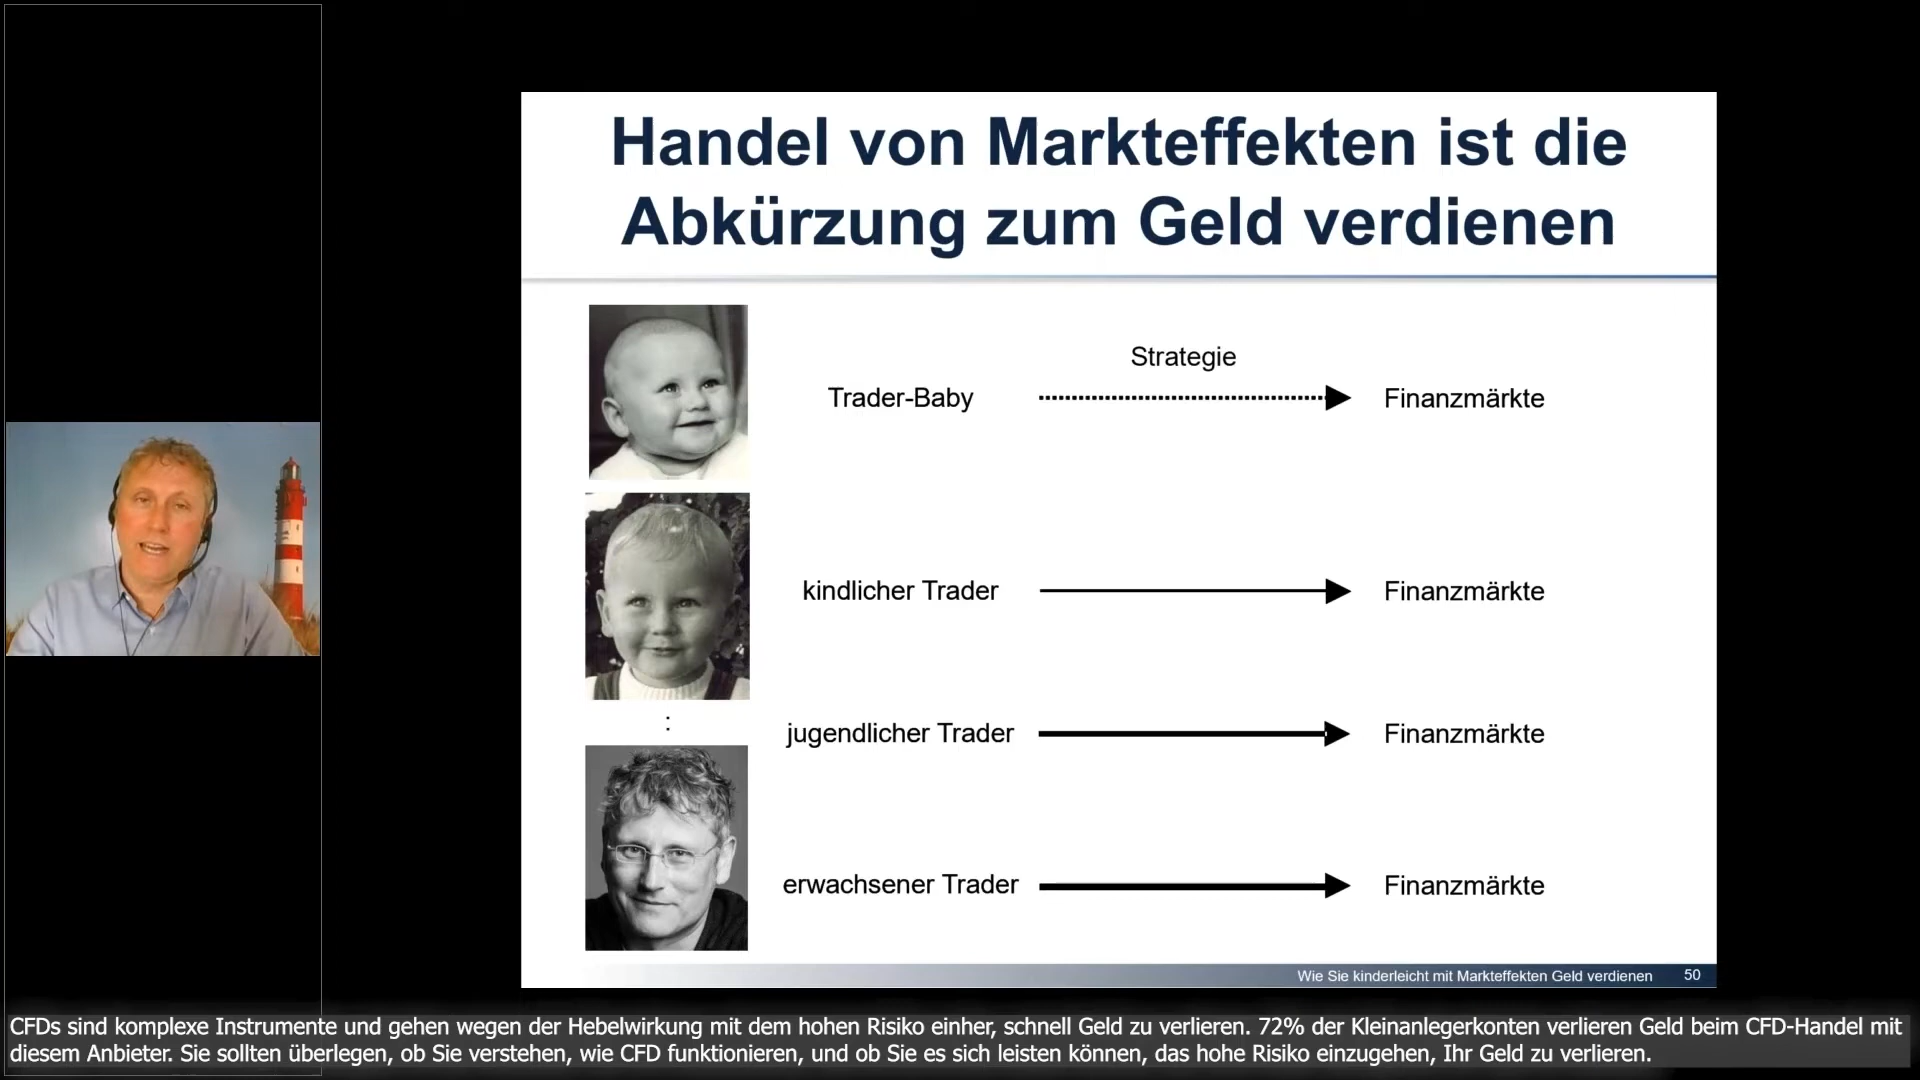 Handel von Markteffekten ist die
Abkürzung zum Geld verdienen
Strategie
Trader-Baby
Finanzmärkte
kindlicher Trader
Finanzmärkte
:
jugendlicher Trader
Finanzmärkte
erwachsener Trader
Finanzmärkte
Wie Sie kinderleicht mit Markteffekten Geld verdienen 50
CFDs sind komplexe Instrumente und gehen wegen der Hebelwirkung mit dem hohen Risiko einher, schnell Geld zu verlieren. 72% der Kleinanlegerkonten verlieren Geld beim CFD-Handel mit
diesem Anbieter. Sie sollten überlegen, ob Sie verstehen, wie CFD funktionieren, und ob Sie es sich leisten können, das hohe Risiko einzugehen, Ihr Geld zu verlieren.